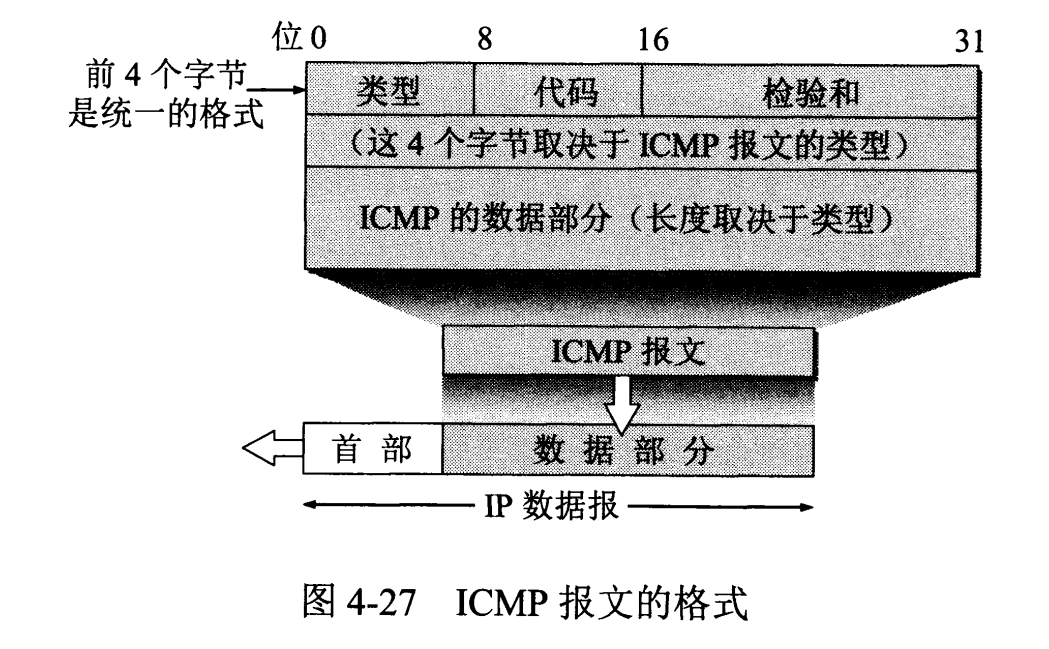 位 0 8 16 31
前 4 个字节
是统一的格式
类型 代码 检验和
（这 4 个字节取决于 ICMP 报文的类型）
ICMP 的数据部分（长度取决于类型）
ICMP 报文
首 部 数 据 部 分
IP 数据报
图 4-27 ICMP 报文的格式